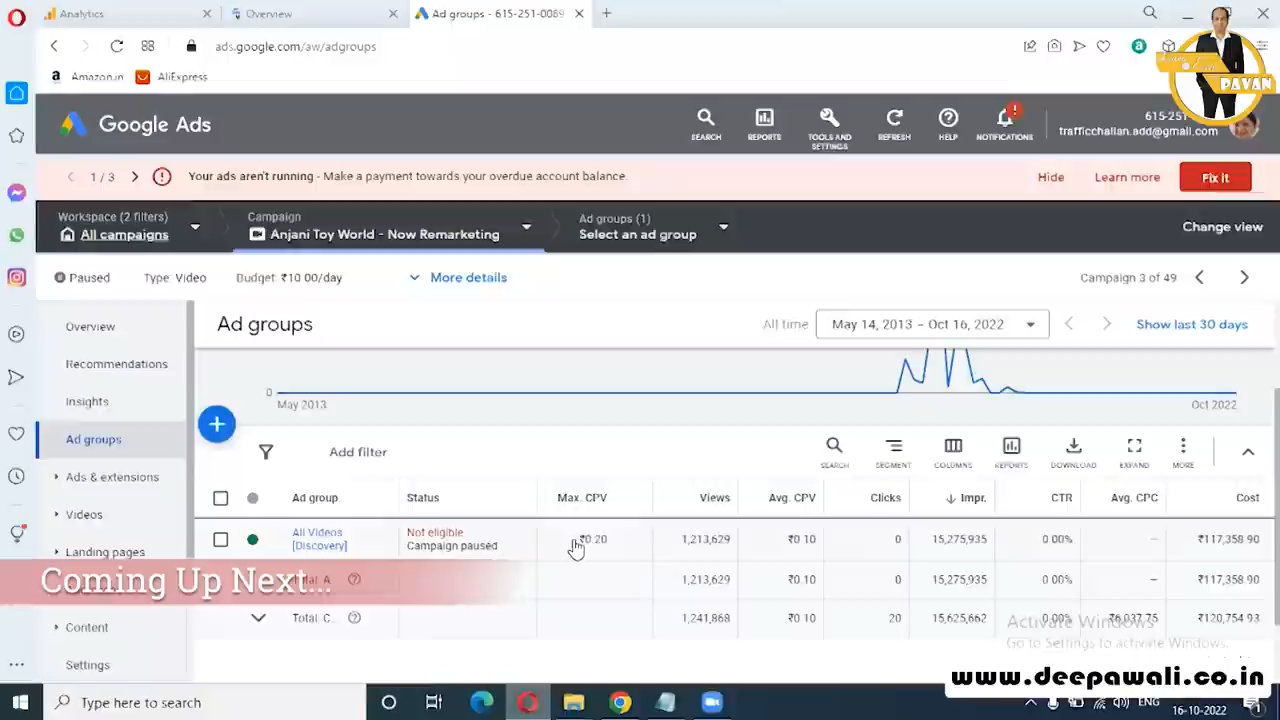 Analytics
Overview
Ad groups - 615-251-0089
PAVAN
ads.google.com/aw/adgroups
Amazon.in
AliExpress
Google Ads
SEARCH
REPORTS
TOOLS AND SETTINGS
REFRESH
HELP
NOTIFICATIONS
615-251
trafficchallan.add@gmail.com
1 / 3
Your ads aren't running - Make a payment towards your overdue account balance.
Hide
Learn more
Fix it
Workspace (2 filters)
All campaigns
Campaign
Anjani Toy World - Now Remarketing
Ad groups (1)
Select an ad group
Change view
Paused
Type: Video
Budget: ₹10.00/day
More details
Campaign 3 of 49
Overview
Recommendations
Insights
Ad groups
Ads & extensions
Videos
Landing pages
Content
Settings
Ad groups
All time
May 14, 2013 – Oct 16, 2022
Show last 30 days
0
May 2013
Oct 2022
Add filter
SEARCH
SEGMENT
COLUMNS
REPORTS
DOWNLOAD
EXPAND
MORE
Ad group Status Max. CPV Views Avg. CPV Clicks Impr. CTR Avg. CPC Cost
All Videos [Discovery] Not eligible Campaign paused ₹0.20 1,213,629 ₹0.10 0 15,275,935 0.00% — ₹117,358.90
Total: A 1,213,629 ₹0.10 0 15,275,935 0.00% — ₹117,358.90
Total: C... 1,241,868 ₹0.10 20 15,625,662 0.00% ₹6,037.75 ₹120,754.93
Coming Up Next...
Activate Windows
Go to Settings to activate Windows.
www.deepawali.co.in
Type here to search
ENG
16-10-2022